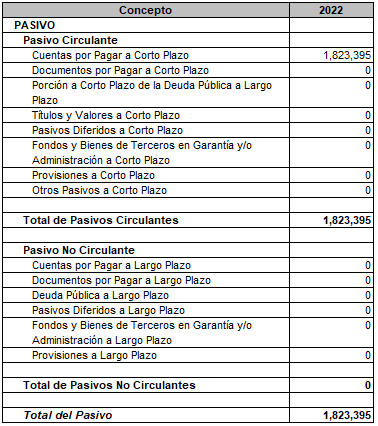 Concepto 2022
PASIVO
Pasivo Circulante
Cuentas por Pagar a Corto Plazo 1,823,395
Documentos por Pagar a Corto Plazo 0
Porción a Corto Plazo de la Deuda Pública a Largo 0
Plazo
Títulos y Valores a Corto Plazo 0
Pasivos Diferidos a Corto Plazo 0
Fondos y Bienes de Terceros en Garantía y/o 0
Administración a Corto Plazo
Provisiones a Corto Plazo 0
Otros Pasivos a Corto Plazo 0
Total de Pasivos Circulantes 1,823,395
Pasivo No Circulante
Cuentas por Pagar a Largo Plazo 0
Documentos por Pagar a Largo Plazo 0
Deuda Pública a Largo Plazo 0
Pasivos Diferidos a Largo Plazo 0
Fondos y Bienes de Terceros en Garantía y/o 0
Administración a Largo Plazo
Provisiones a Largo Plazo 0
Total de Pasivos No Circulantes 0
Total del Pasivo 1,823,395